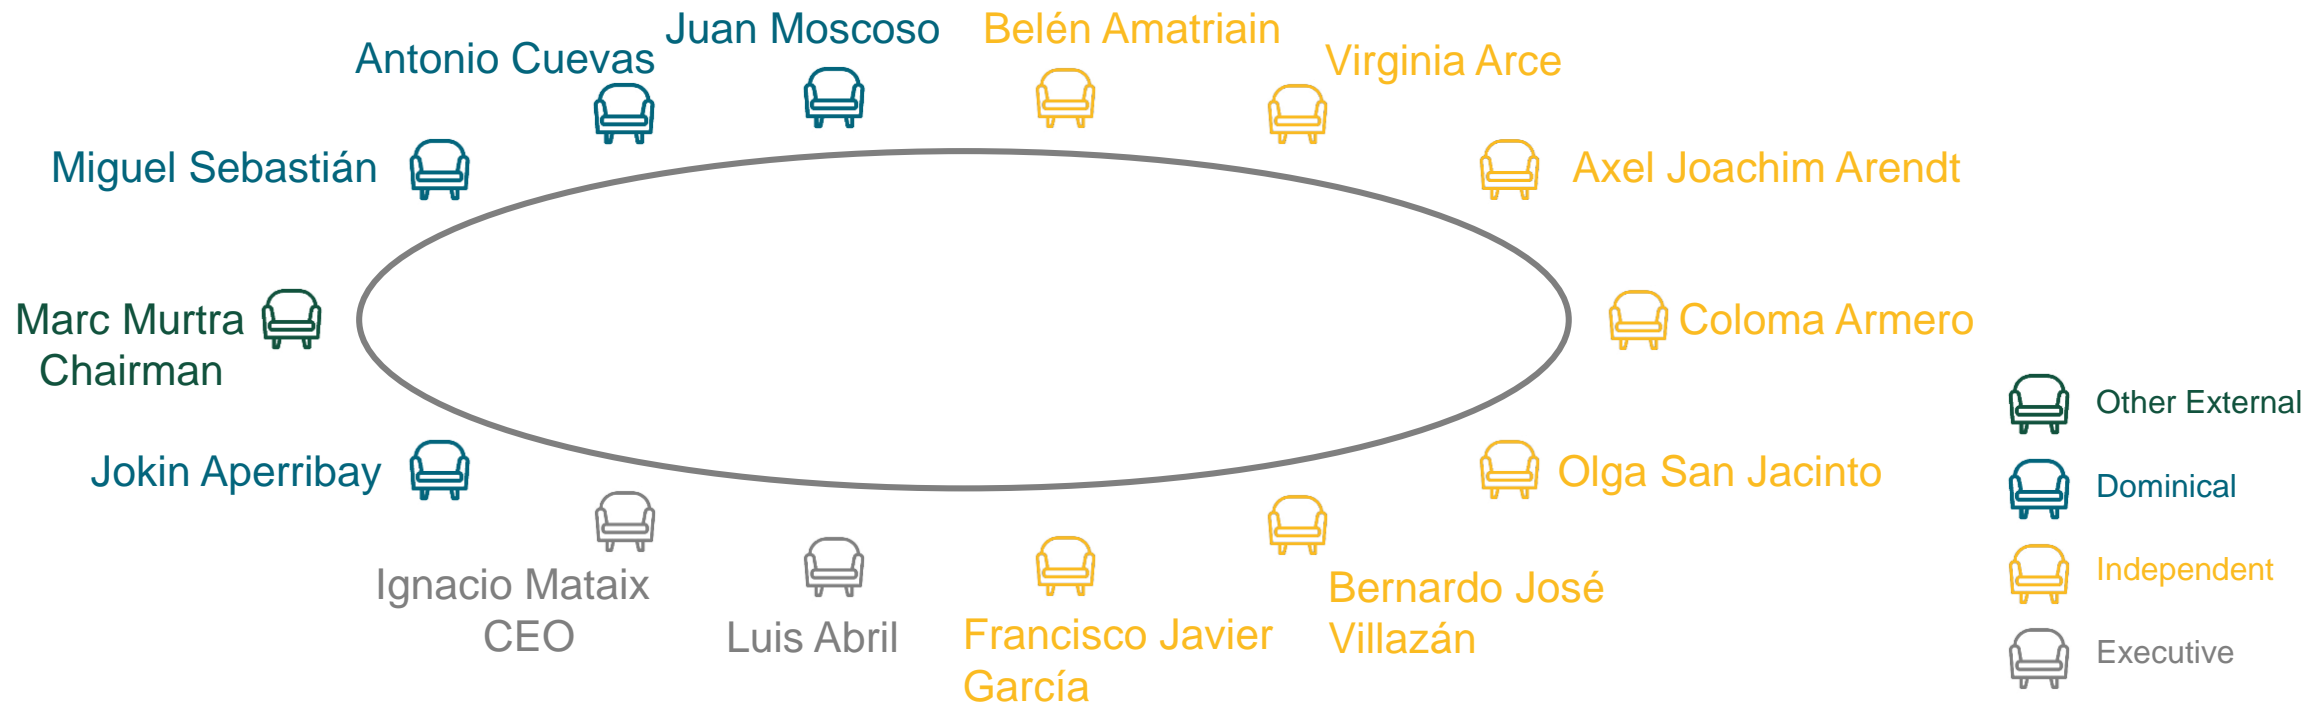 Juan Moscoso
Belén Amatriain
Antonio Cuevas
Virginia Arce
Miguel Sebastián
Axel Joachim Arendt
Marc Murtra
Chairman
Coloma Armero
Other External
Jokin Aperribay
Olga San Jacinto
Dominical
Independent
Ignacio Mataix
CEO
Luis Abril
Francisco Javier
García
Bernardo José
Villazán
Executive